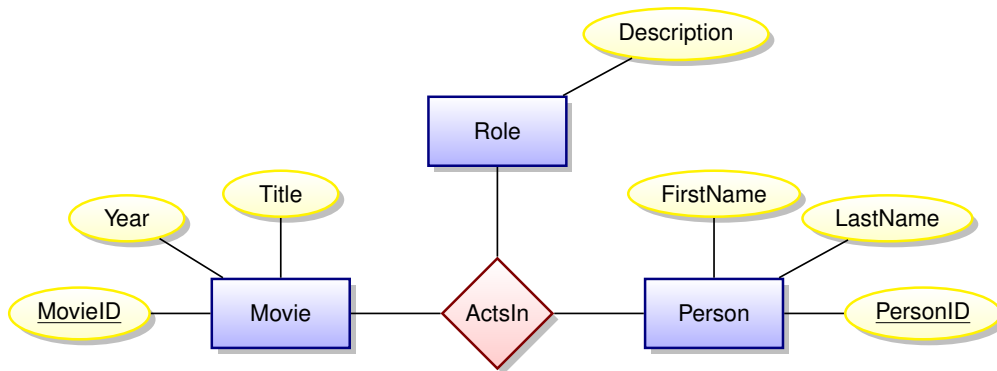 Description
Role
Title
FirstName
Year
LastName
MovieID
Movie
ActsIn
Person
PersonID